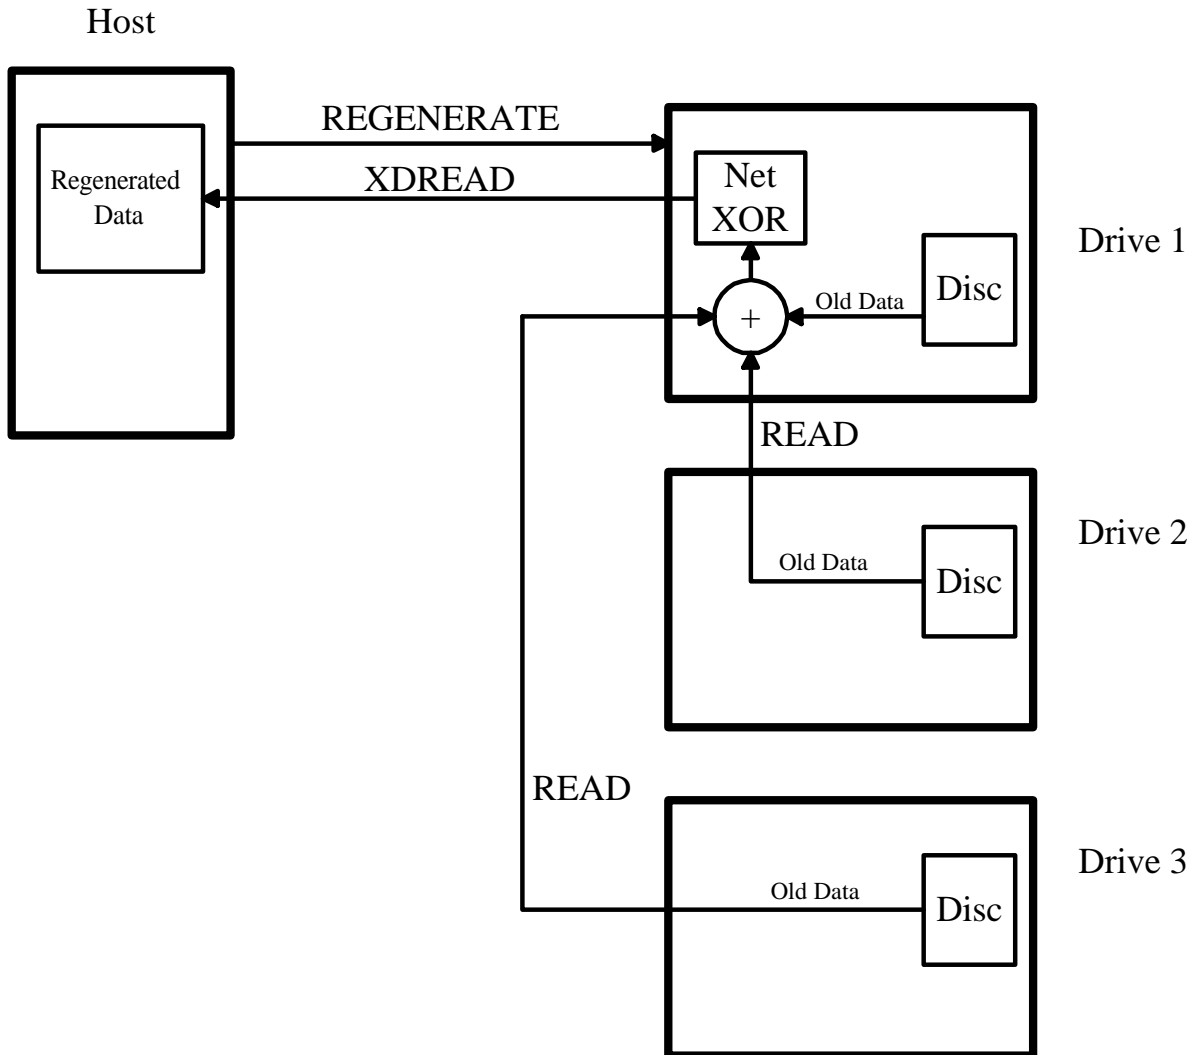 Host
REGENERATE
XDREAD
Regenerated
Data
Net
XOR
Drive 1
Disc
Old Data
+
READ
Drive 2
Disc
Old Data
READ
Drive 3
Disc
Old Data